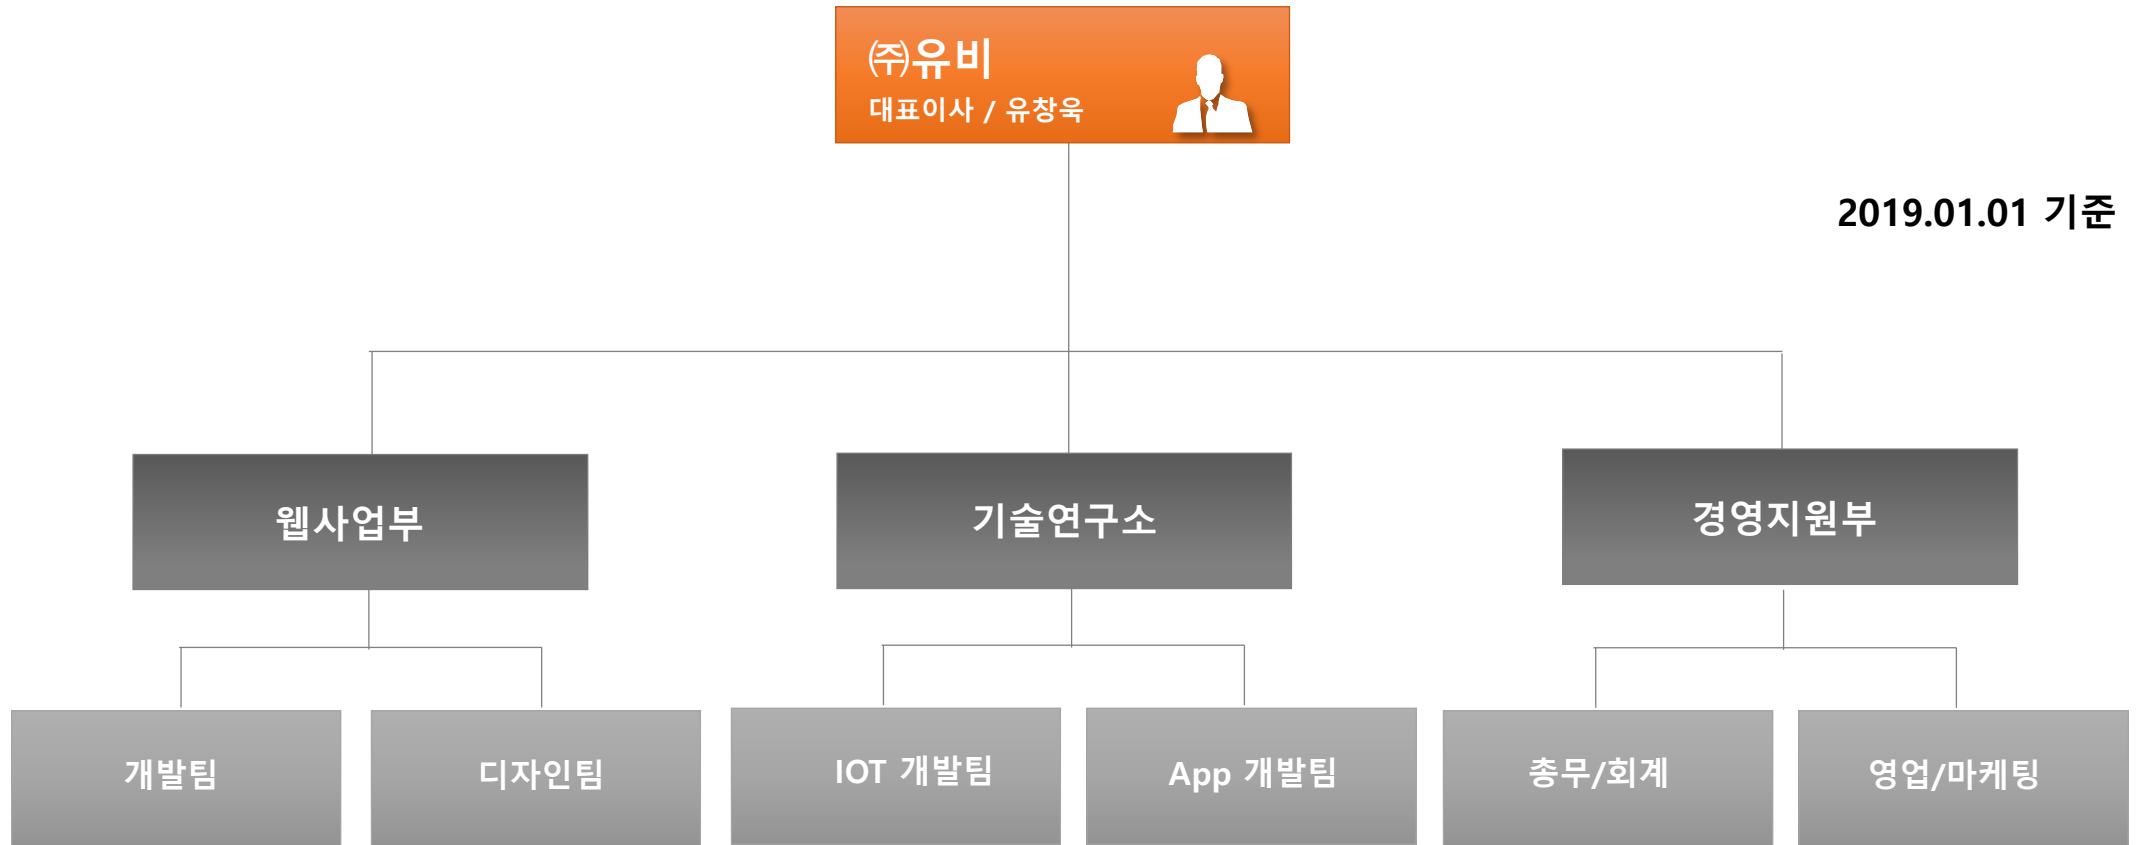 ㈜유비
대표이사 / 유창욱
2019.01.01 기준
웹사업부
기술연구소
경영지원부
개발팀
디자인팀
IOT 개발팀
App 개발팀
총무/회계
영업/마케팅